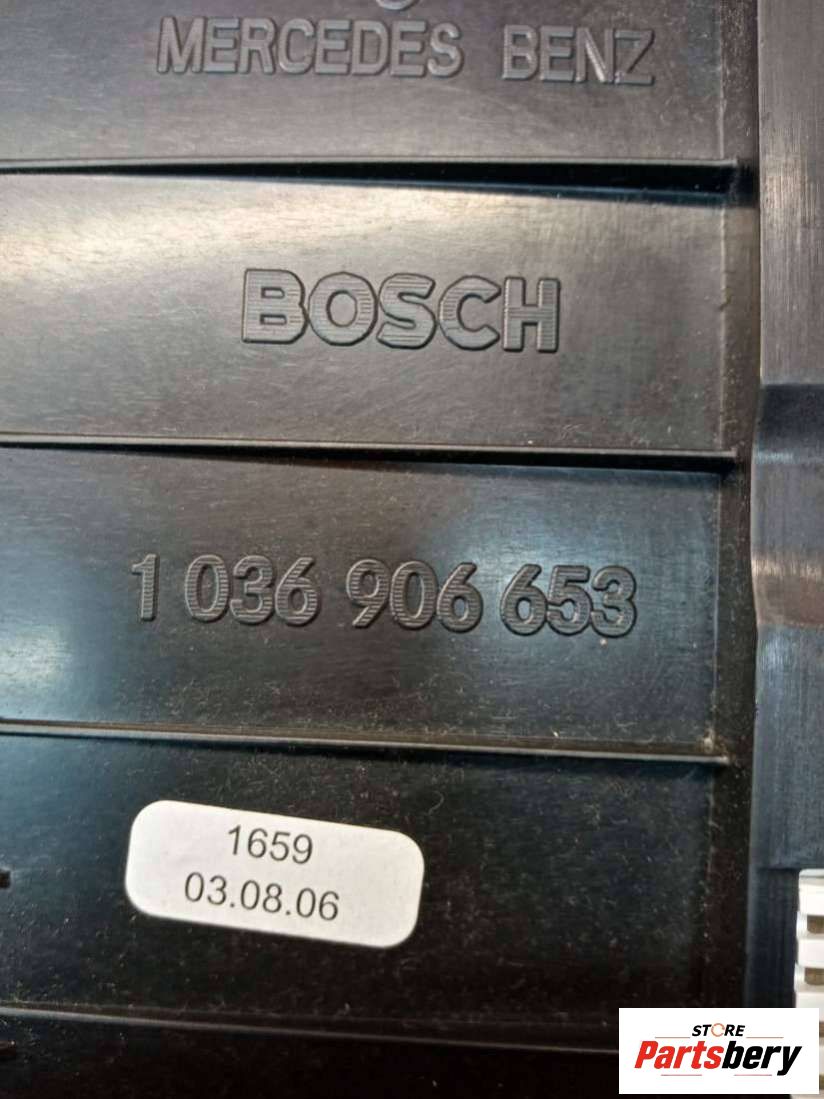 MERCEDES BENZ
BOSCH
1 036 906 653
1659
03.08.06
STORE
Partsbery